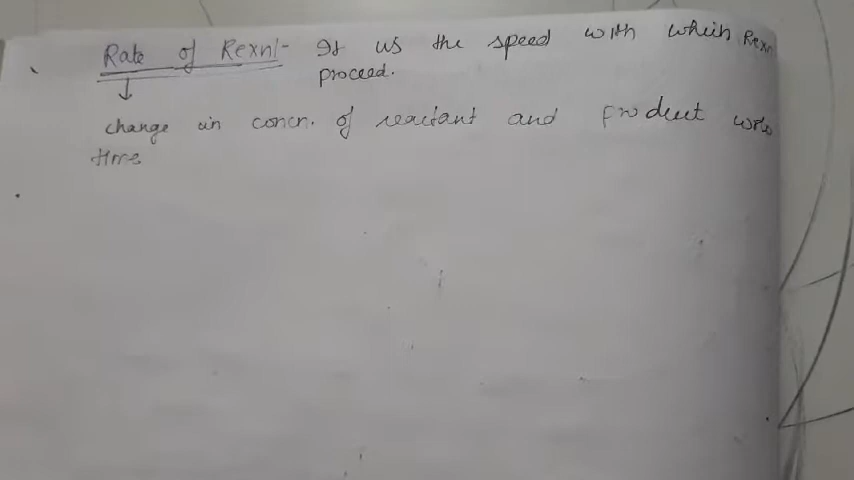 Rate of Rexn:- It is the speed with which Rexn
proceed.
↓
change in concn. of reactant and product w.r.to
time